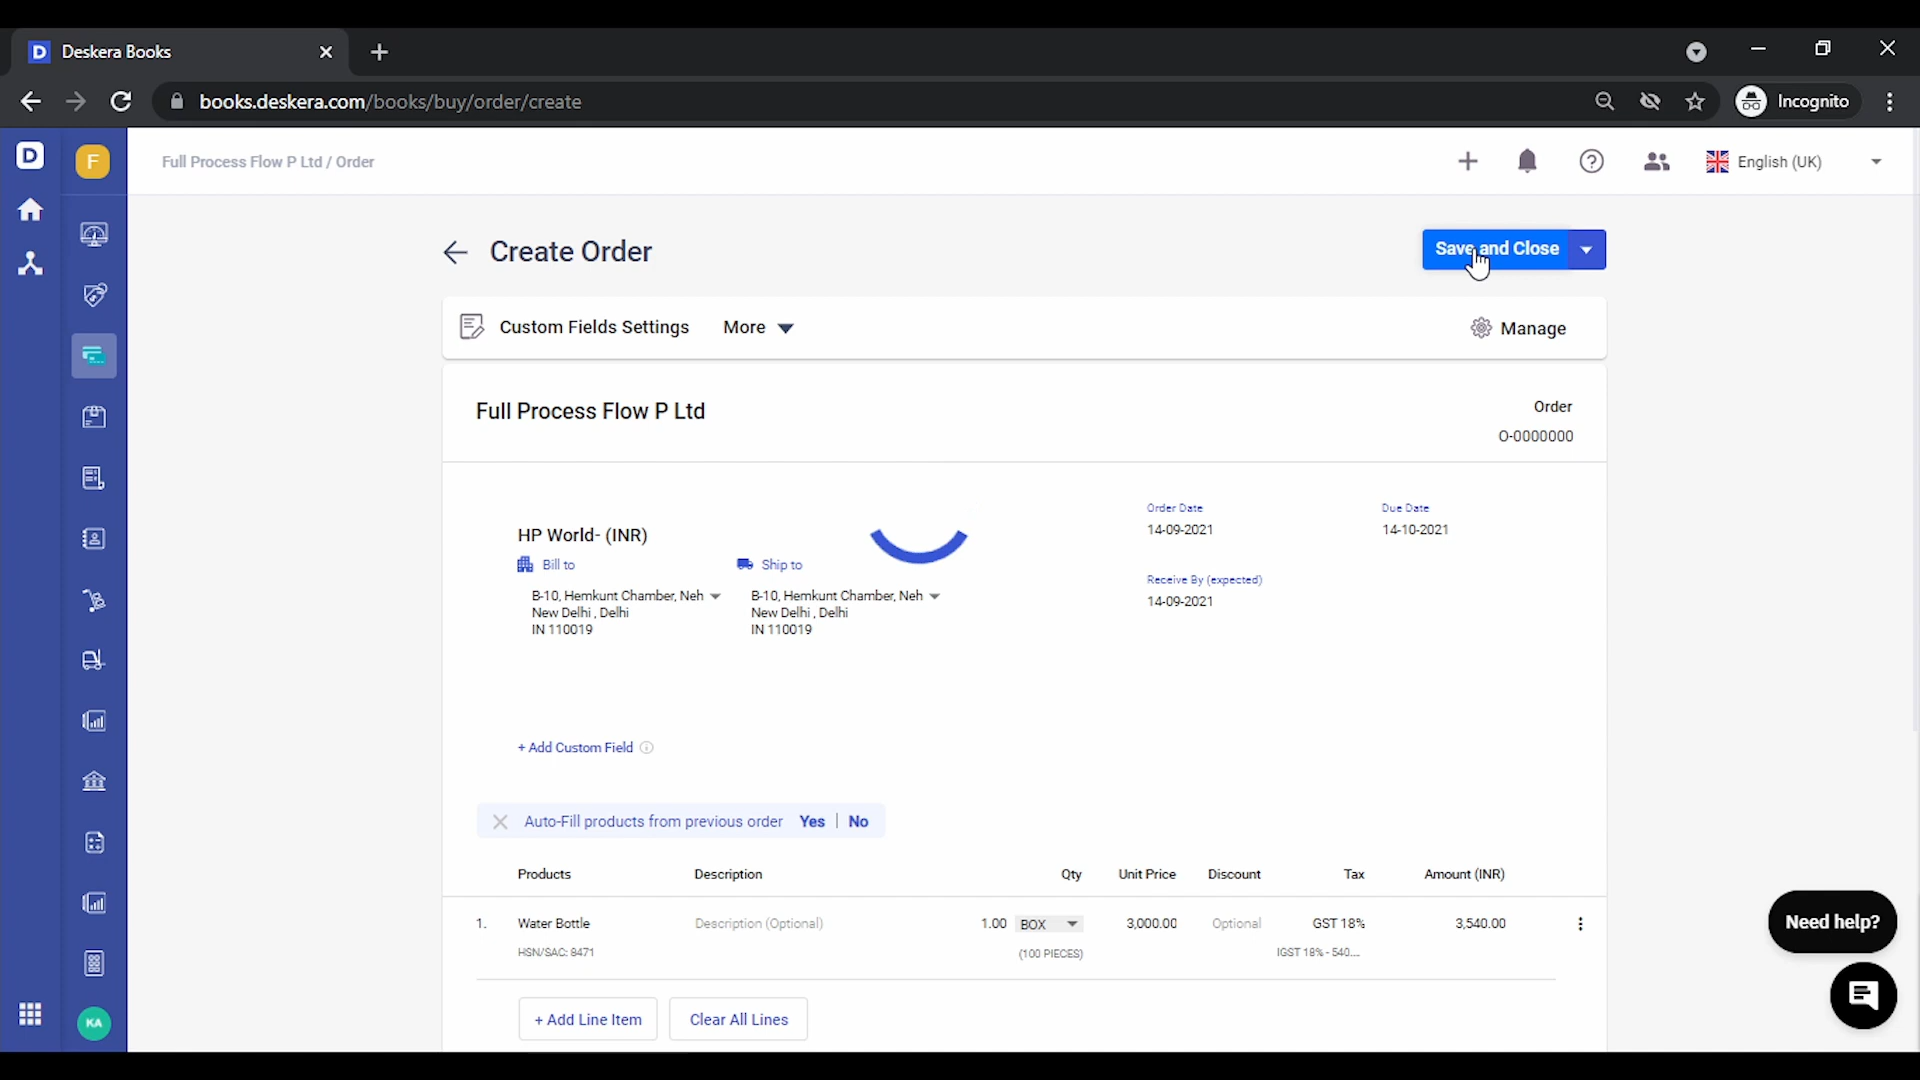 D Deskera Books
books.deskera.com/books/buy/order/create
Incognito
D
F
Full Process Flow P Ltd / Order
English (UK)
Create Order
Save and Close
Custom Fields Settings
More
Manage
Full Process Flow P Ltd
Order
O-0000000
HP World- (INR)
Bill to
Ship to
B-10, Hemkunt Chamber, Neh
New Delhi , Delhi
IN 110019
B-10, Hemkunt Chamber, Neh
New Delhi , Delhi
IN 110019
Order Date
14-09-2021
Due Date
14-10-2021
Receive By (expected)
14-09-2021
+ Add Custom Field
Auto-Fill products from previous order Yes | No
Products Description Qty Unit Price Discount Tax Amount (INR)
1. Water Bottle Description (Optional) 1.00 BOX 3,000.00 Optional GST 18% 3,540.00
HSN/SAC: 8471 (100 PIECES) IGST 18% - 540....
+ Add Line Item
Clear All Lines
Need help?
KA